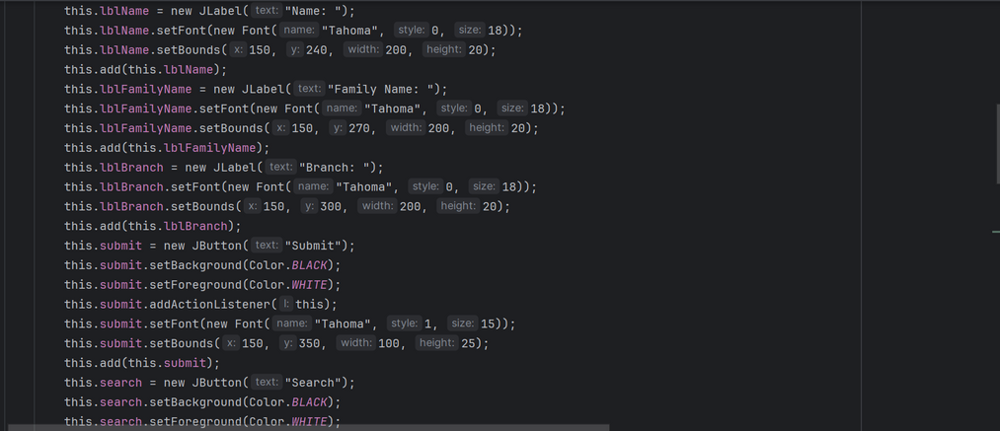 this.lblName = new JLabel( text: "Name: ");
this.lblName.setFont(new Font( name: "Tahoma", style: 0, size: 18));
this.lblName.setBounds( x: 150, y: 240, width: 200, height: 20);
this.add(this.lblName);
this.lblFamilyName = new JLabel( text: "Family Name: ");
this.lblFamilyName.setFont(new Font( name: "Tahoma", style: 0, size: 18));
this.lblFamilyName.setBounds( x: 150, y: 270, width: 200, height: 20);
this.add(this.lblFamilyName);
this.lblBranch = new JLabel( text: "Branch: ");
this.lblBranch.setFont(new Font( name: "Tahoma", style: 0, size: 18));
this.lblBranch.setBounds( x: 150, y: 300, width: 200, height: 20);
this.add(this.lblBranch);
this.submit = new JButton( text: "Submit");
this.submit.setBackground(Color.BLACK);
this.submit.setForeground(Color.WHITE);
this.submit.addActionListener( l: this);
this.submit.setFont(new Font( name: "Tahoma", style: 1, size: 15));
this.submit.setBounds( x: 150, y: 350, width: 100, height: 25);
this.add(this.submit);
this.search = new JButton( text: "Search");
this.search.setBackground(Color.BLACK);
this.search.setForeground(Color.WHITE);